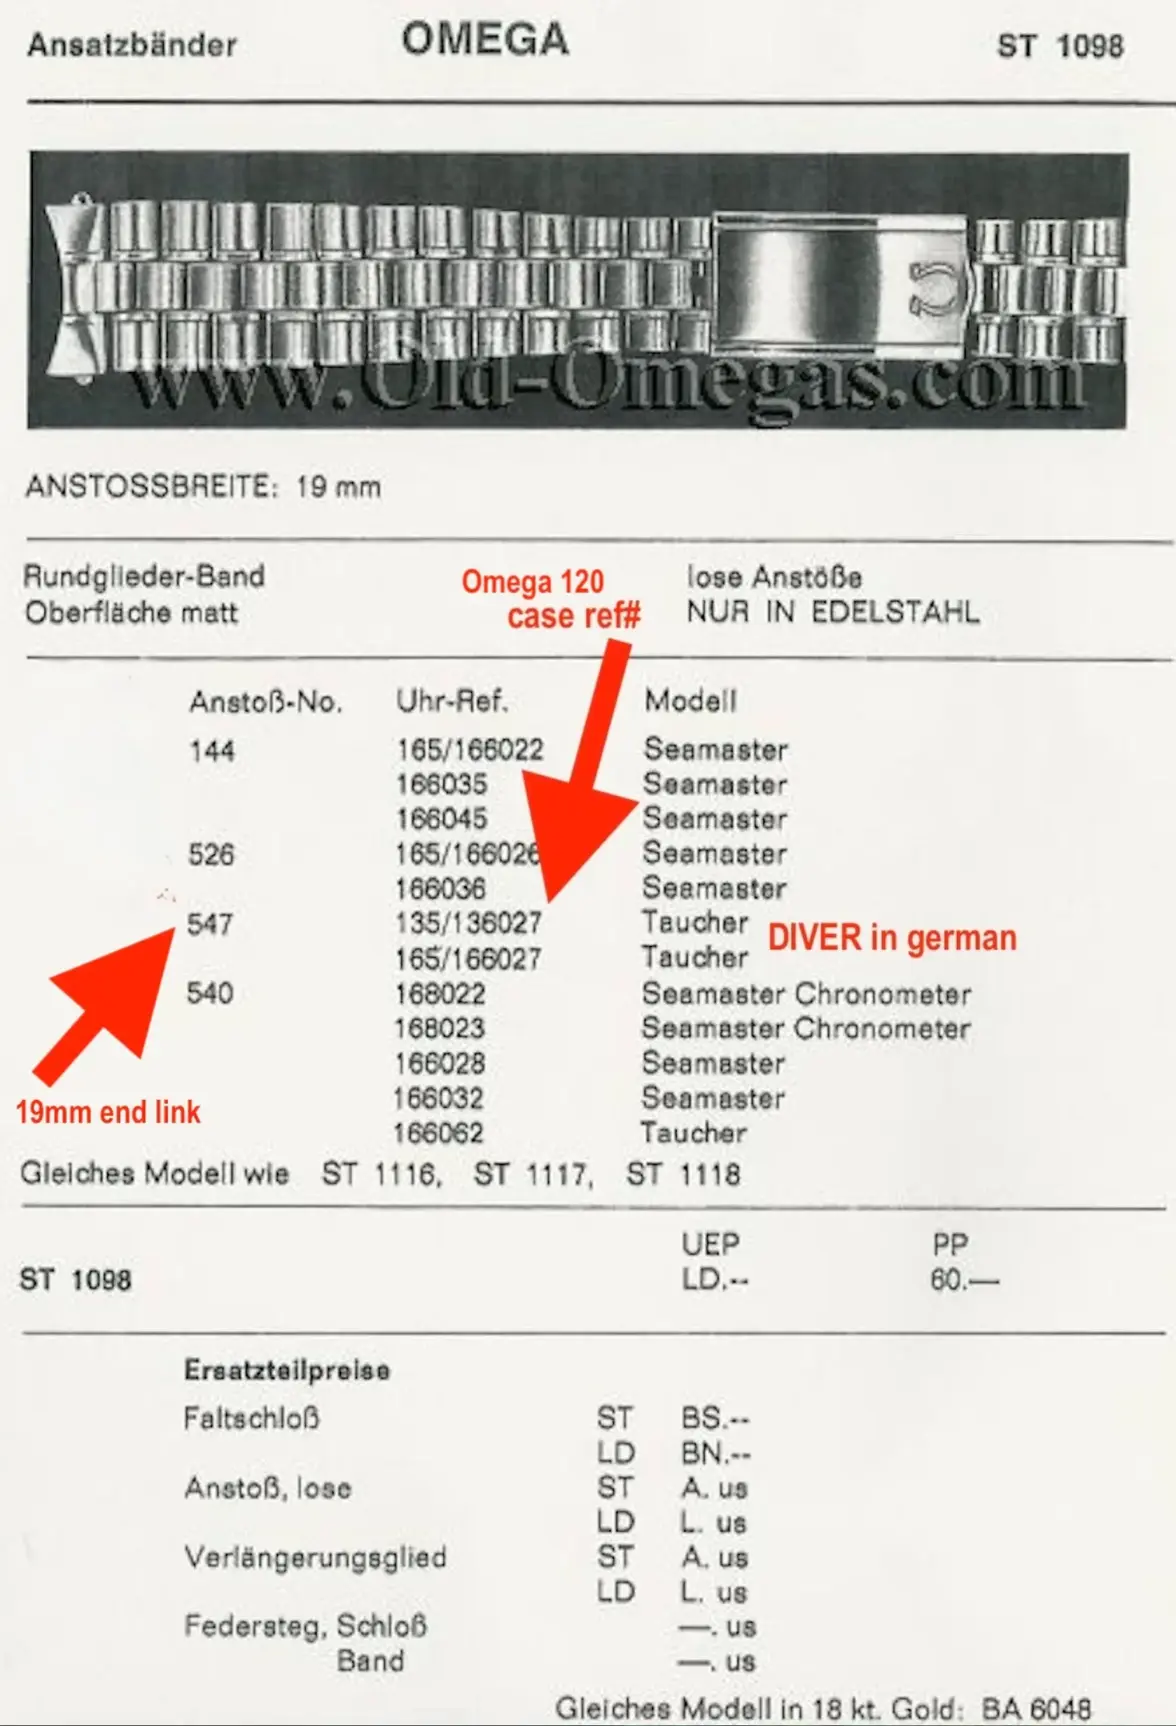 Ansatzbänder OMEGA ST 1098
www.Old-Omegas.com
ANSTOSSBREITE: 19 mm
Rundglieder-Band lose Anstöße
Omega 120
Oberfläche matt NUR IN EDELSTAHL
case ref#
Anstoß-No. Uhr-Ref. Modell
144 165/166022 Seamaster
166035 Seamaster
166045 Seamaster
526 165/166026 Seamaster
166036 Seamaster
547 135/136027 Taucher
DIVER in german
165/166027 Taucher
540 168022 Seamaster Chronometer
168023 Seamaster Chronometer
166028 Seamaster
166032 Seamaster
19mm end link
166062 Taucher
Gleiches Modell wie ST 1116, ST 1117, ST 1118
UEP PP
ST 1098 LD.-- 60.—
Ersatzteilpreise
Faltschloß ST BS.--
LD BN.--
Anstoß, lose ST A. us
LD L. us
Verlängerungsglied ST A. us
LD L. us
Federsteg, Schloß —. us
Band —. us
Gleiches Modell in 18 kt. Gold: BA 6048